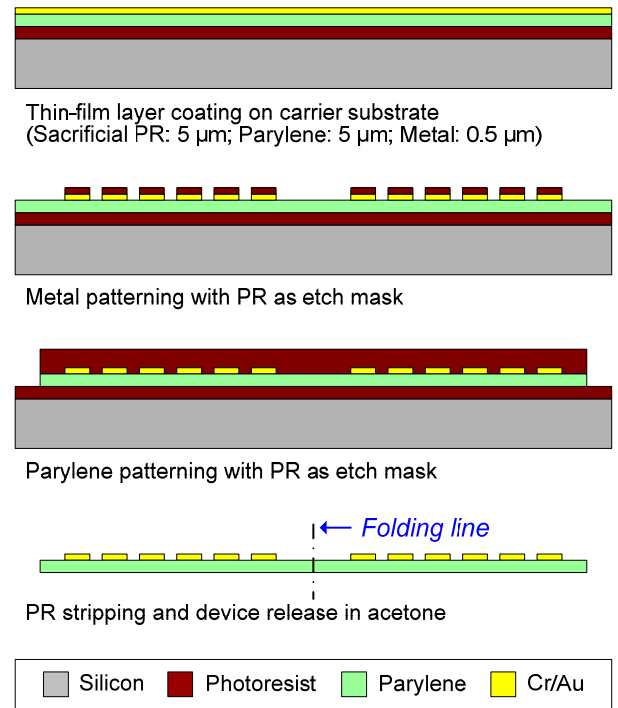 Thin-film layer coating on carrier substrate
(Sacrificial PR: 5 µm; Parylene: 5 µm; Metal: 0.5 µm)
Metal patterning with PR as etch mask
Parylene patterning with PR as etch mask
Folding line
PR stripping and device release in acetone
Silicon Photoresist Parylene Cr/Au